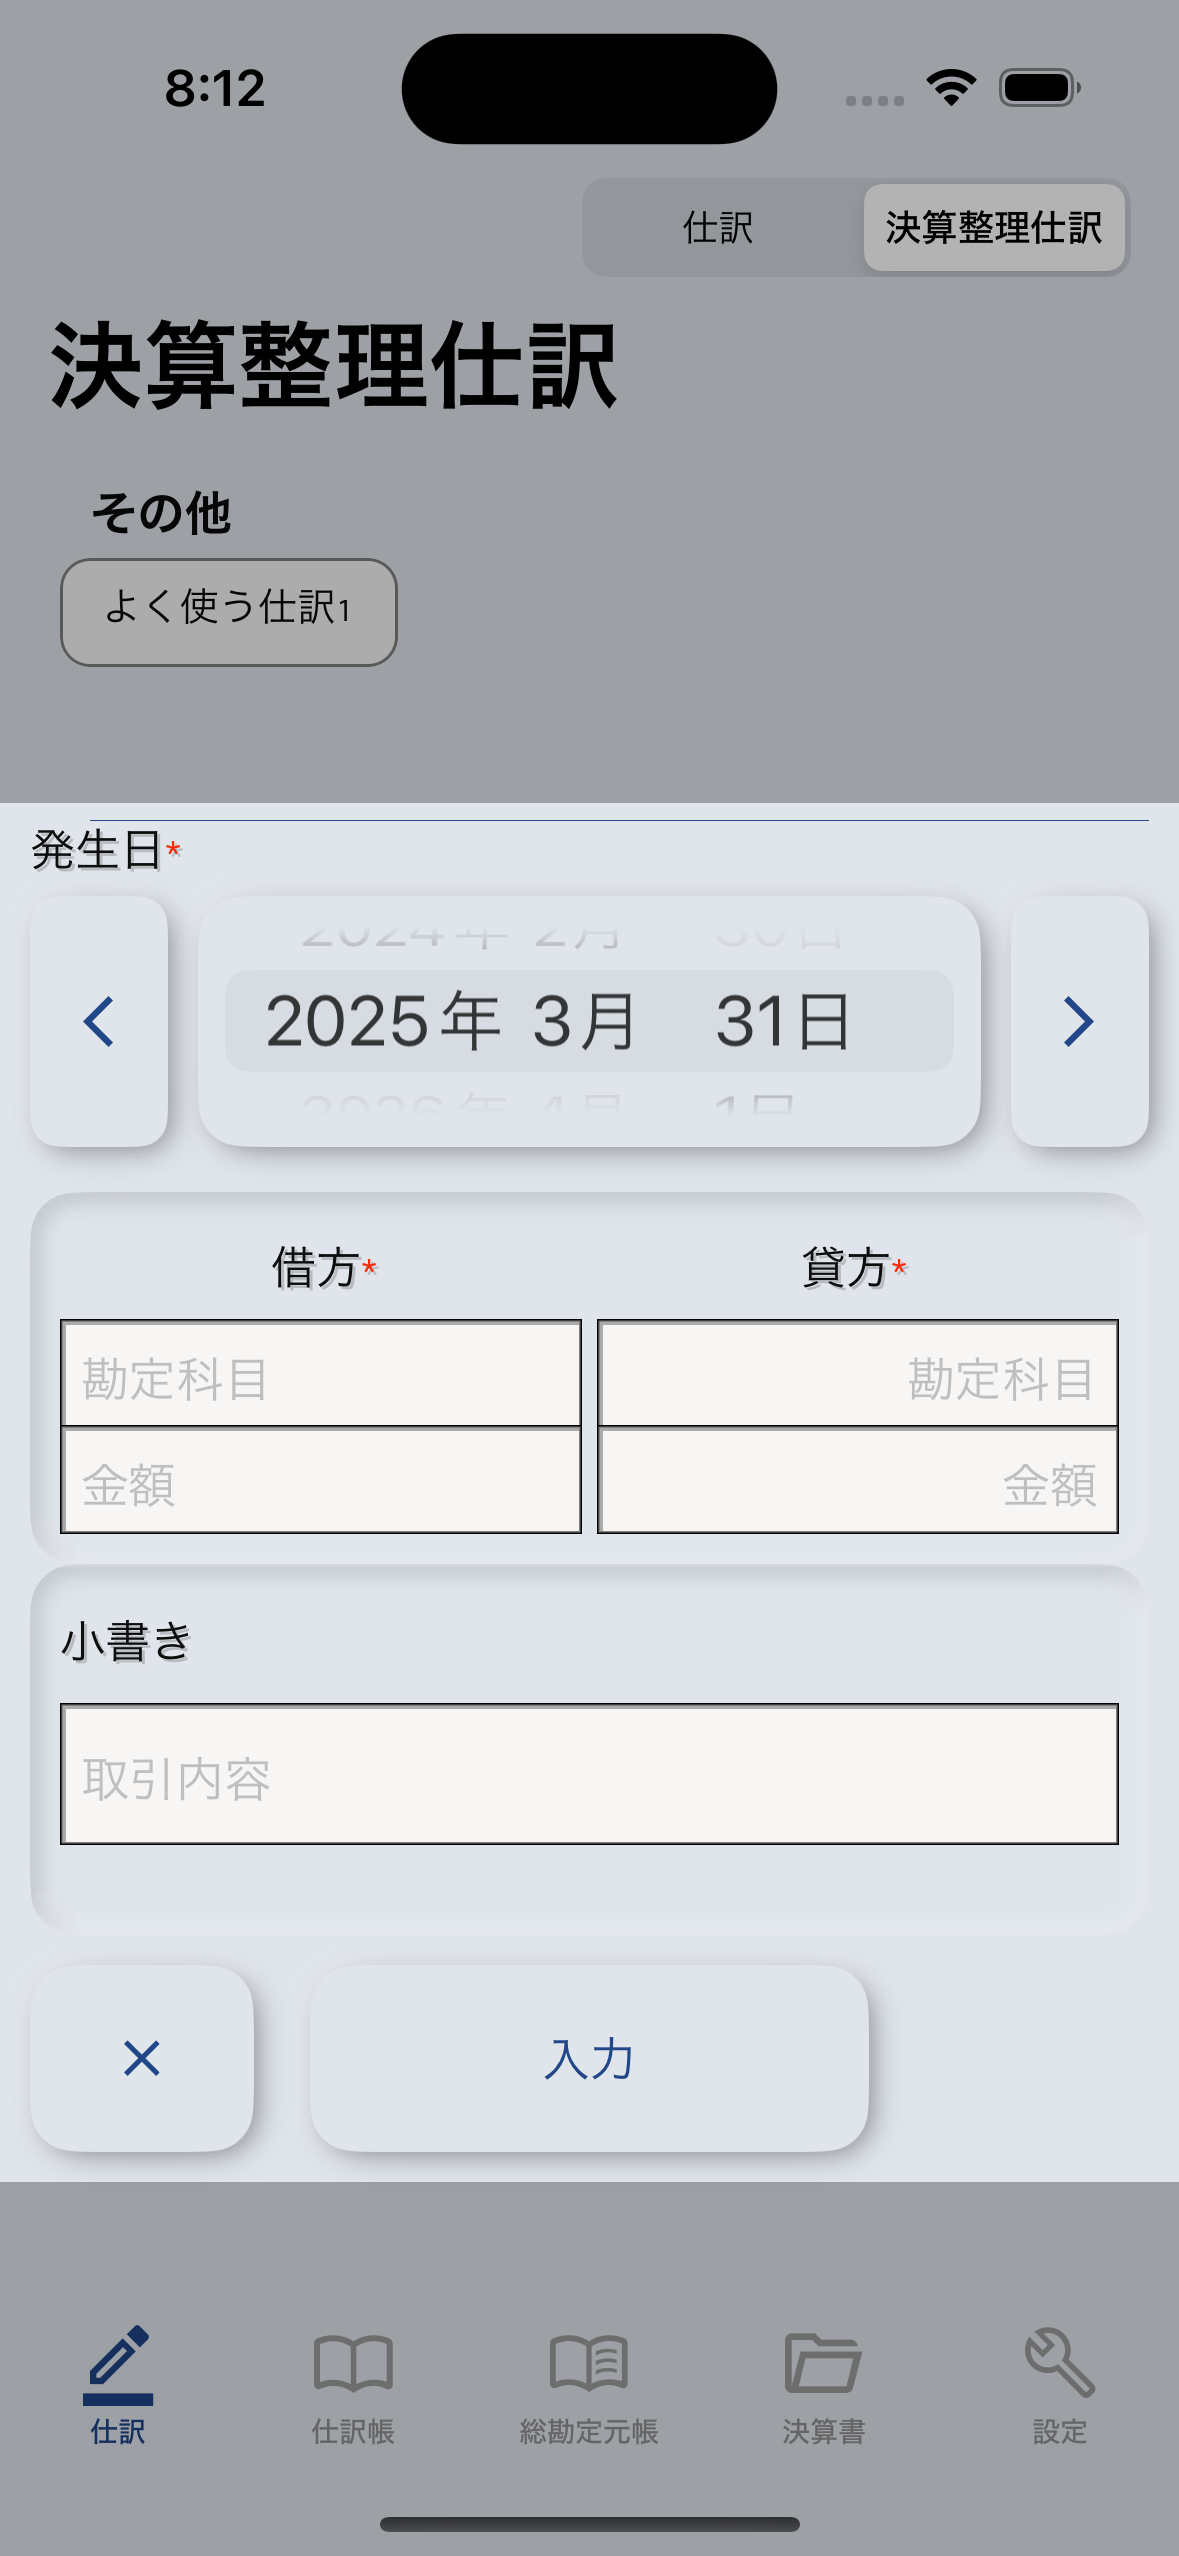 8:12
仕訳 決算整理仕訳
決算整理仕訳
その他
よく使う仕訳1
発生日*
2024年 2月 30日
2025年 3月 31日
2026年 4月 1日
借方* 貸方*
勘定科目 勘定科目
金額 金額
小書き
取引内容
× 入力
仕訳 仕訳帳 総勘定元帳 決算書 設定